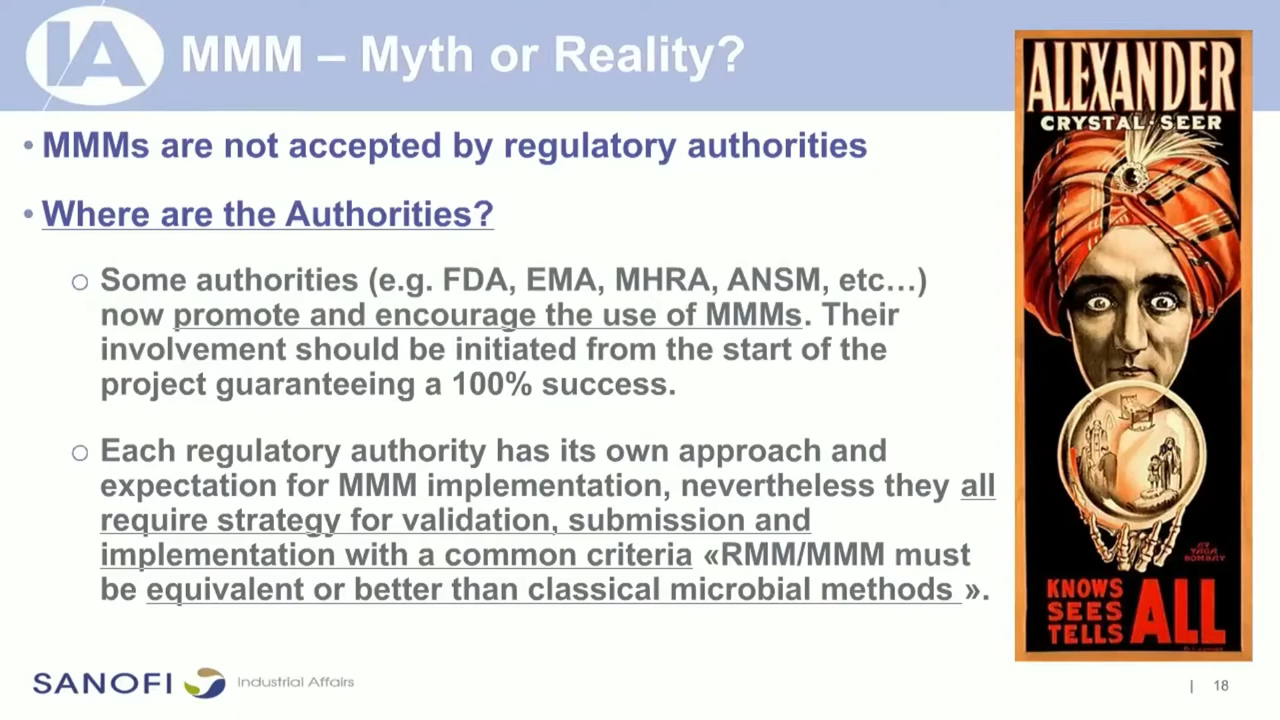 IA
MMM – Myth or Reality?
• MMMs are not accepted by regulatory authorities
• Where are the Authorities?
○ Some authorities (e.g. FDA, EMA, MHRA, ANSM, etc…)
now promote and encourage the use of MMMs. Their
involvement should be initiated from the start of the
project guaranteeing a 100% success.
○ Each regulatory authority has its own approach and
expectation for MMM implementation, nevertheless they all
require strategy for validation, submission and
implementation with a common criteria «RMM/MMM must
be equivalent or better than classical microbial methods ».
ALEXANDER
CRYSTAL-SEER
BOMBAY
KNOWS
SEES
TELLS
ALL
SANOFI Industrial Affairs
| 18